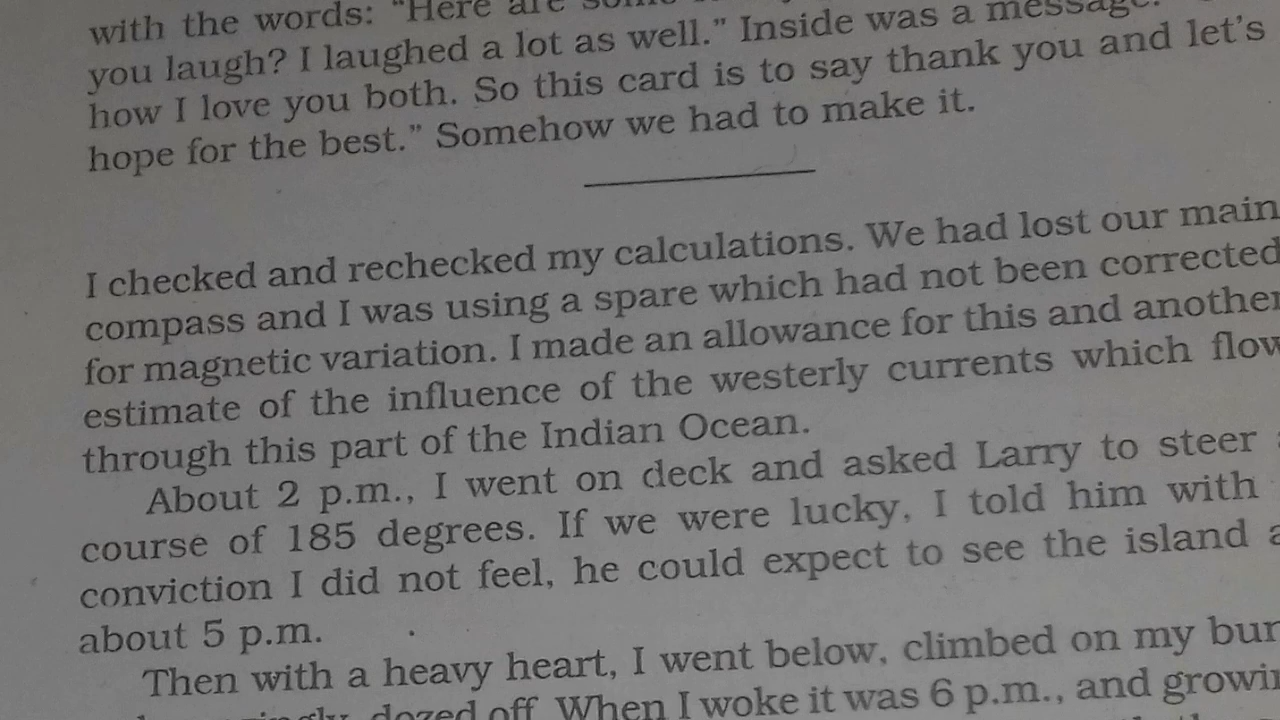 with the words: "Here are
you laugh? I laughed a lot as well." Inside was a message:
how I love you both. So this card is to say thank you and let's
hope for the best." Somehow we had to make it.
I checked and rechecked my calculations. We had lost our main
compass and I was using a spare which had not been corrected
for magnetic variation. I made an allowance for this and another
estimate of the influence of the westerly currents which flow
through this part of the Indian Ocean.
About 2 p.m., I went on deck and asked Larry to steer
course of 185 degrees. If we were lucky, I told him with
conviction I did not feel, he could expect to see the island
about 5 p.m.
Then with a heavy heart, I went below, climbed on my
dozed off. When I woke it was 6 p.m., and